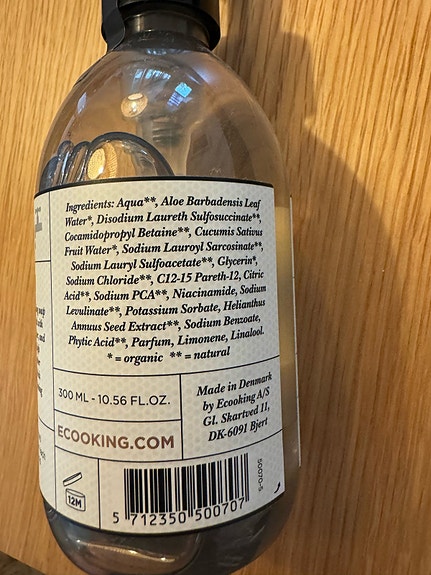 Ingredients: Aqua**, Aloe Barbadensis Leaf
Water*, Disodium Laureth Sulfosuccinate**,
Cocamidopropyl Betaine**, Cucumis Sativus
Fruit Water*, Sodium Lauroyl Sarcosinate**,
Sodium Lauryl Sulfoacetate**, Glycerin*,
Sodium Chloride**, C12-15 Pareth-12, Citric
Acid**, Sodium PCA**, Niacinamide, Sodium
Levulinate**, Potassium Sorbate, Helianthus
Annuus Seed Extract**, Sodium Benzoate,
Phytic Acid**, Parfum, Limonene, Linalool.
* = organic ** = natural
300 ML - 10.56 FL.OZ.
ECOOKING.COM
Made in Denmark
by Ecooking A/S
Gl. Skartved 11,
DK-6091 Bjert
12M
5 712350 500707
50070-5